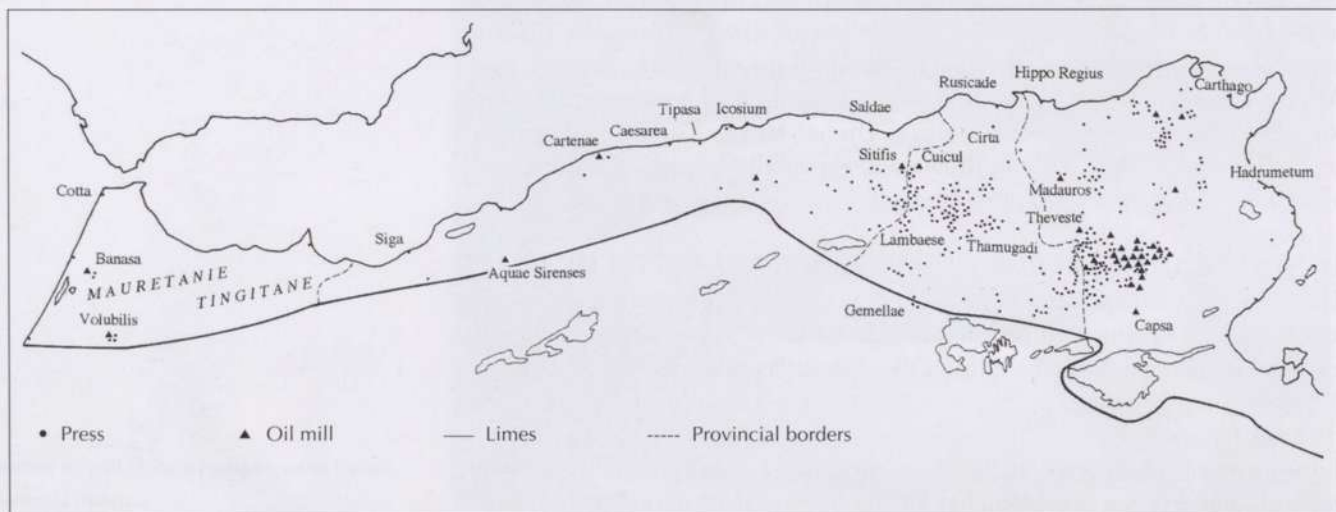 Rusicade
Hippo Regius
Carthago
Tipasa
Icosium
Saldae
Cartenae
Caesarea
Cirta
Sitifis
Cuicul
Madauros
Hadrumetum
Cotta
Theveste
Siga
Lambaese
Thamugadi
Banasa
MAURETANIE
TINGITANE
Aquae Sirenses
Volubilis
Gemellae
Capsa
Press
Oil mill
Limes
Provincial borders